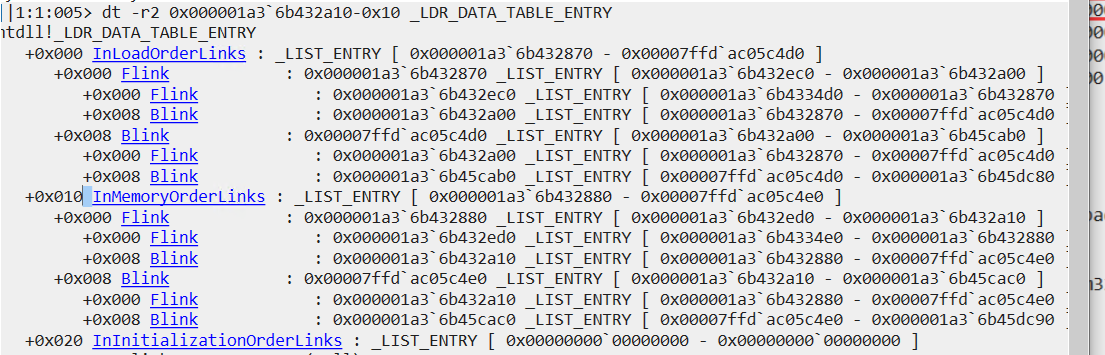 ||1:1:005> dt -r2 0x000001a3`6b432a10-0x10 _LDR_DATA_TABLE_ENTRY
ntdll!_LDR_DATA_TABLE_ENTRY
+0x000 InLoadOrderLinks : _LIST_ENTRY [ 0x000001a3`6b432870 - 0x00007ffd`ac05c4d0 ]
+0x000 Flink : 0x000001a3`6b432870 _LIST_ENTRY [ 0x000001a3`6b432ec0 - 0x000001a3`6b432a00 ]
+0x000 Flink : 0x000001a3`6b432ec0 _LIST_ENTRY [ 0x000001a3`6b4334d0 - 0x000001a3`6b432870 ]
+0x008 Blink : 0x000001a3`6b432a00 _LIST_ENTRY [ 0x000001a3`6b432870 - 0x00007ffd`ac05c4d0 ]
+0x008 Blink : 0x00007ffd`ac05c4d0 _LIST_ENTRY [ 0x000001a3`6b432a00 - 0x000001a3`6b45cab0 ]
+0x000 Flink : 0x000001a3`6b432a00 _LIST_ENTRY [ 0x000001a3`6b432870 - 0x00007ffd`ac05c4d0 ]
+0x008 Blink : 0x000001a3`6b45cab0 _LIST_ENTRY [ 0x00007ffd`ac05c4d0 - 0x000001a3`6b45dc80 ]
+0x010 InMemoryOrderLinks : _LIST_ENTRY [ 0x000001a3`6b432880 - 0x00007ffd`ac05c4e0 ]
+0x000 Flink : 0x000001a3`6b432880 _LIST_ENTRY [ 0x000001a3`6b432ed0 - 0x000001a3`6b432a10 ]
+0x000 Flink : 0x000001a3`6b432ed0 _LIST_ENTRY [ 0x000001a3`6b4334e0 - 0x000001a3`6b432880 ]
+0x008 Blink : 0x000001a3`6b432a10 _LIST_ENTRY [ 0x000001a3`6b432880 - 0x00007ffd`ac05c4e0 ]
+0x008 Blink : 0x00007ffd`ac05c4e0 _LIST_ENTRY [ 0x000001a3`6b432a10 - 0x000001a3`6b45cac0 ]
+0x000 Flink : 0x000001a3`6b432a10 _LIST_ENTRY [ 0x000001a3`6b432880 - 0x00007ffd`ac05c4e0 ]
+0x008 Blink : 0x000001a3`6b45cac0 _LIST_ENTRY [ 0x00007ffd`ac05c4e0 - 0x000001a3`6b45dc90 ]
+0x020 InInitializationOrderLinks : _LIST_ENTRY [ 0x00000000`00000000 - 0x00000000`00000000 ]